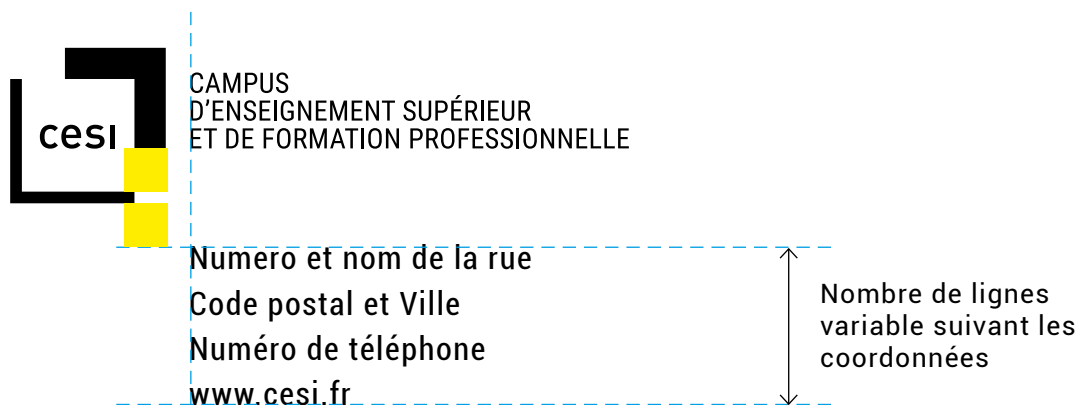 cesi
CAMPUS
D'ENSEIGNEMENT SUPÉRIEUR
ET DE FORMATION PROFESSIONNELLE
Numero et nom de la rue
Code postal et Ville
Numéro de téléphone
www.cesi.fr
Nombre de lignes
variable suivant les
coordonnées